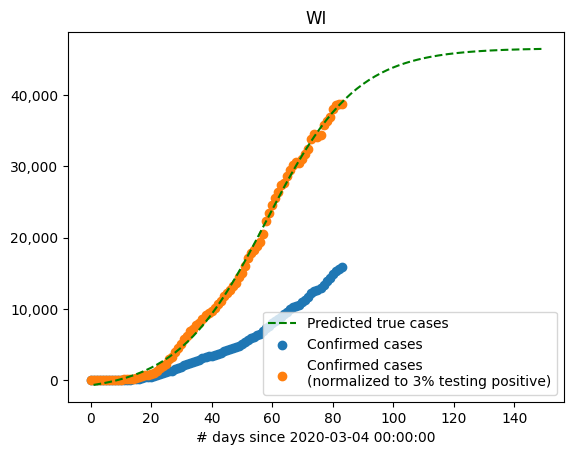 WI
40,000
30,000
20,000
10,000
0
Predicted true cases
Confirmed cases
Confirmed cases
(normalized to 3% testing positive)
0 20 40 60 80 100 120 140
# days since 2020-03-04 00:00:00